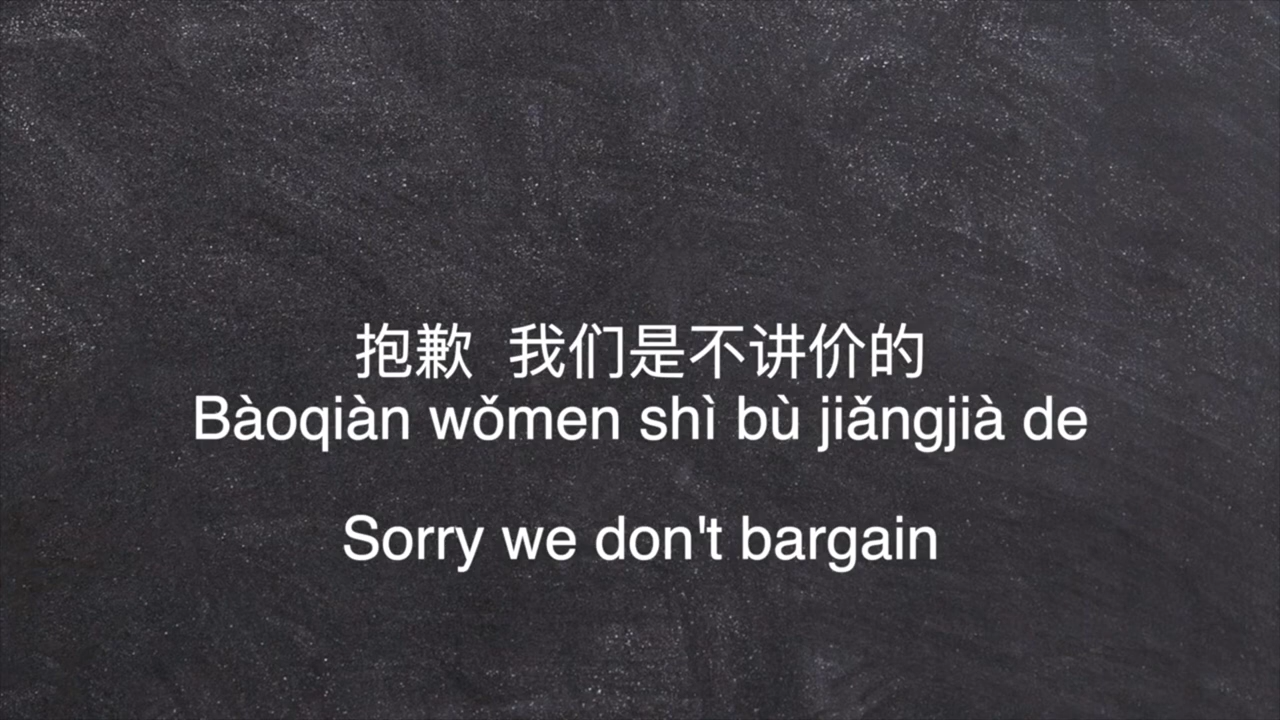 抱歉 我们是不讲价的
Bàoqiàn wǒmen shì bù jiǎngjià de
Sorry we don't bargain